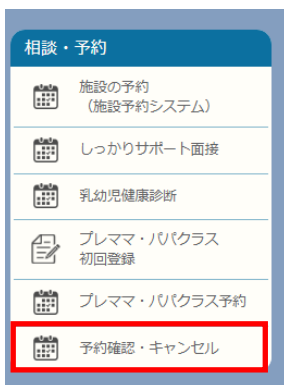 相談・予約
施設の予約
（施設予約システム）
しっかりサポート面接
乳幼児健康診断
プレママ・パパクラス
初回登録
プレママ・パパクラス予約
予約確認・キャンセル